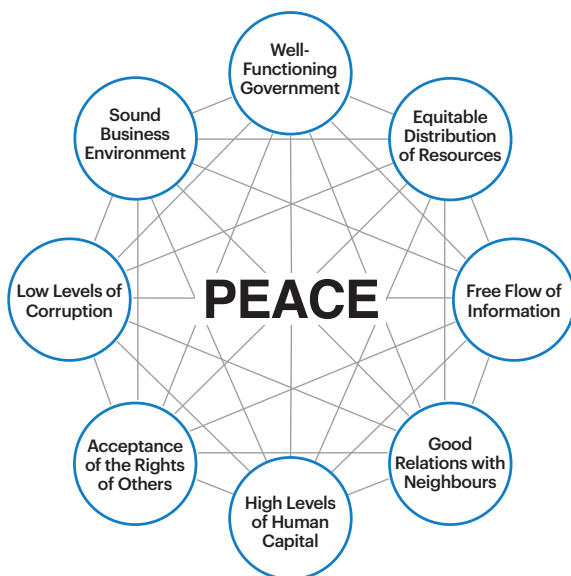 Well-
Functioning
Government
Equitable
Distribution
of Resources
Free Flow of
Information
Good
Relations with
Neighbours
High Levels
of Human
Capital
Acceptance
of the Rights
of Others
Low Levels of
Corruption
Sound
Business
Environment
PEACE